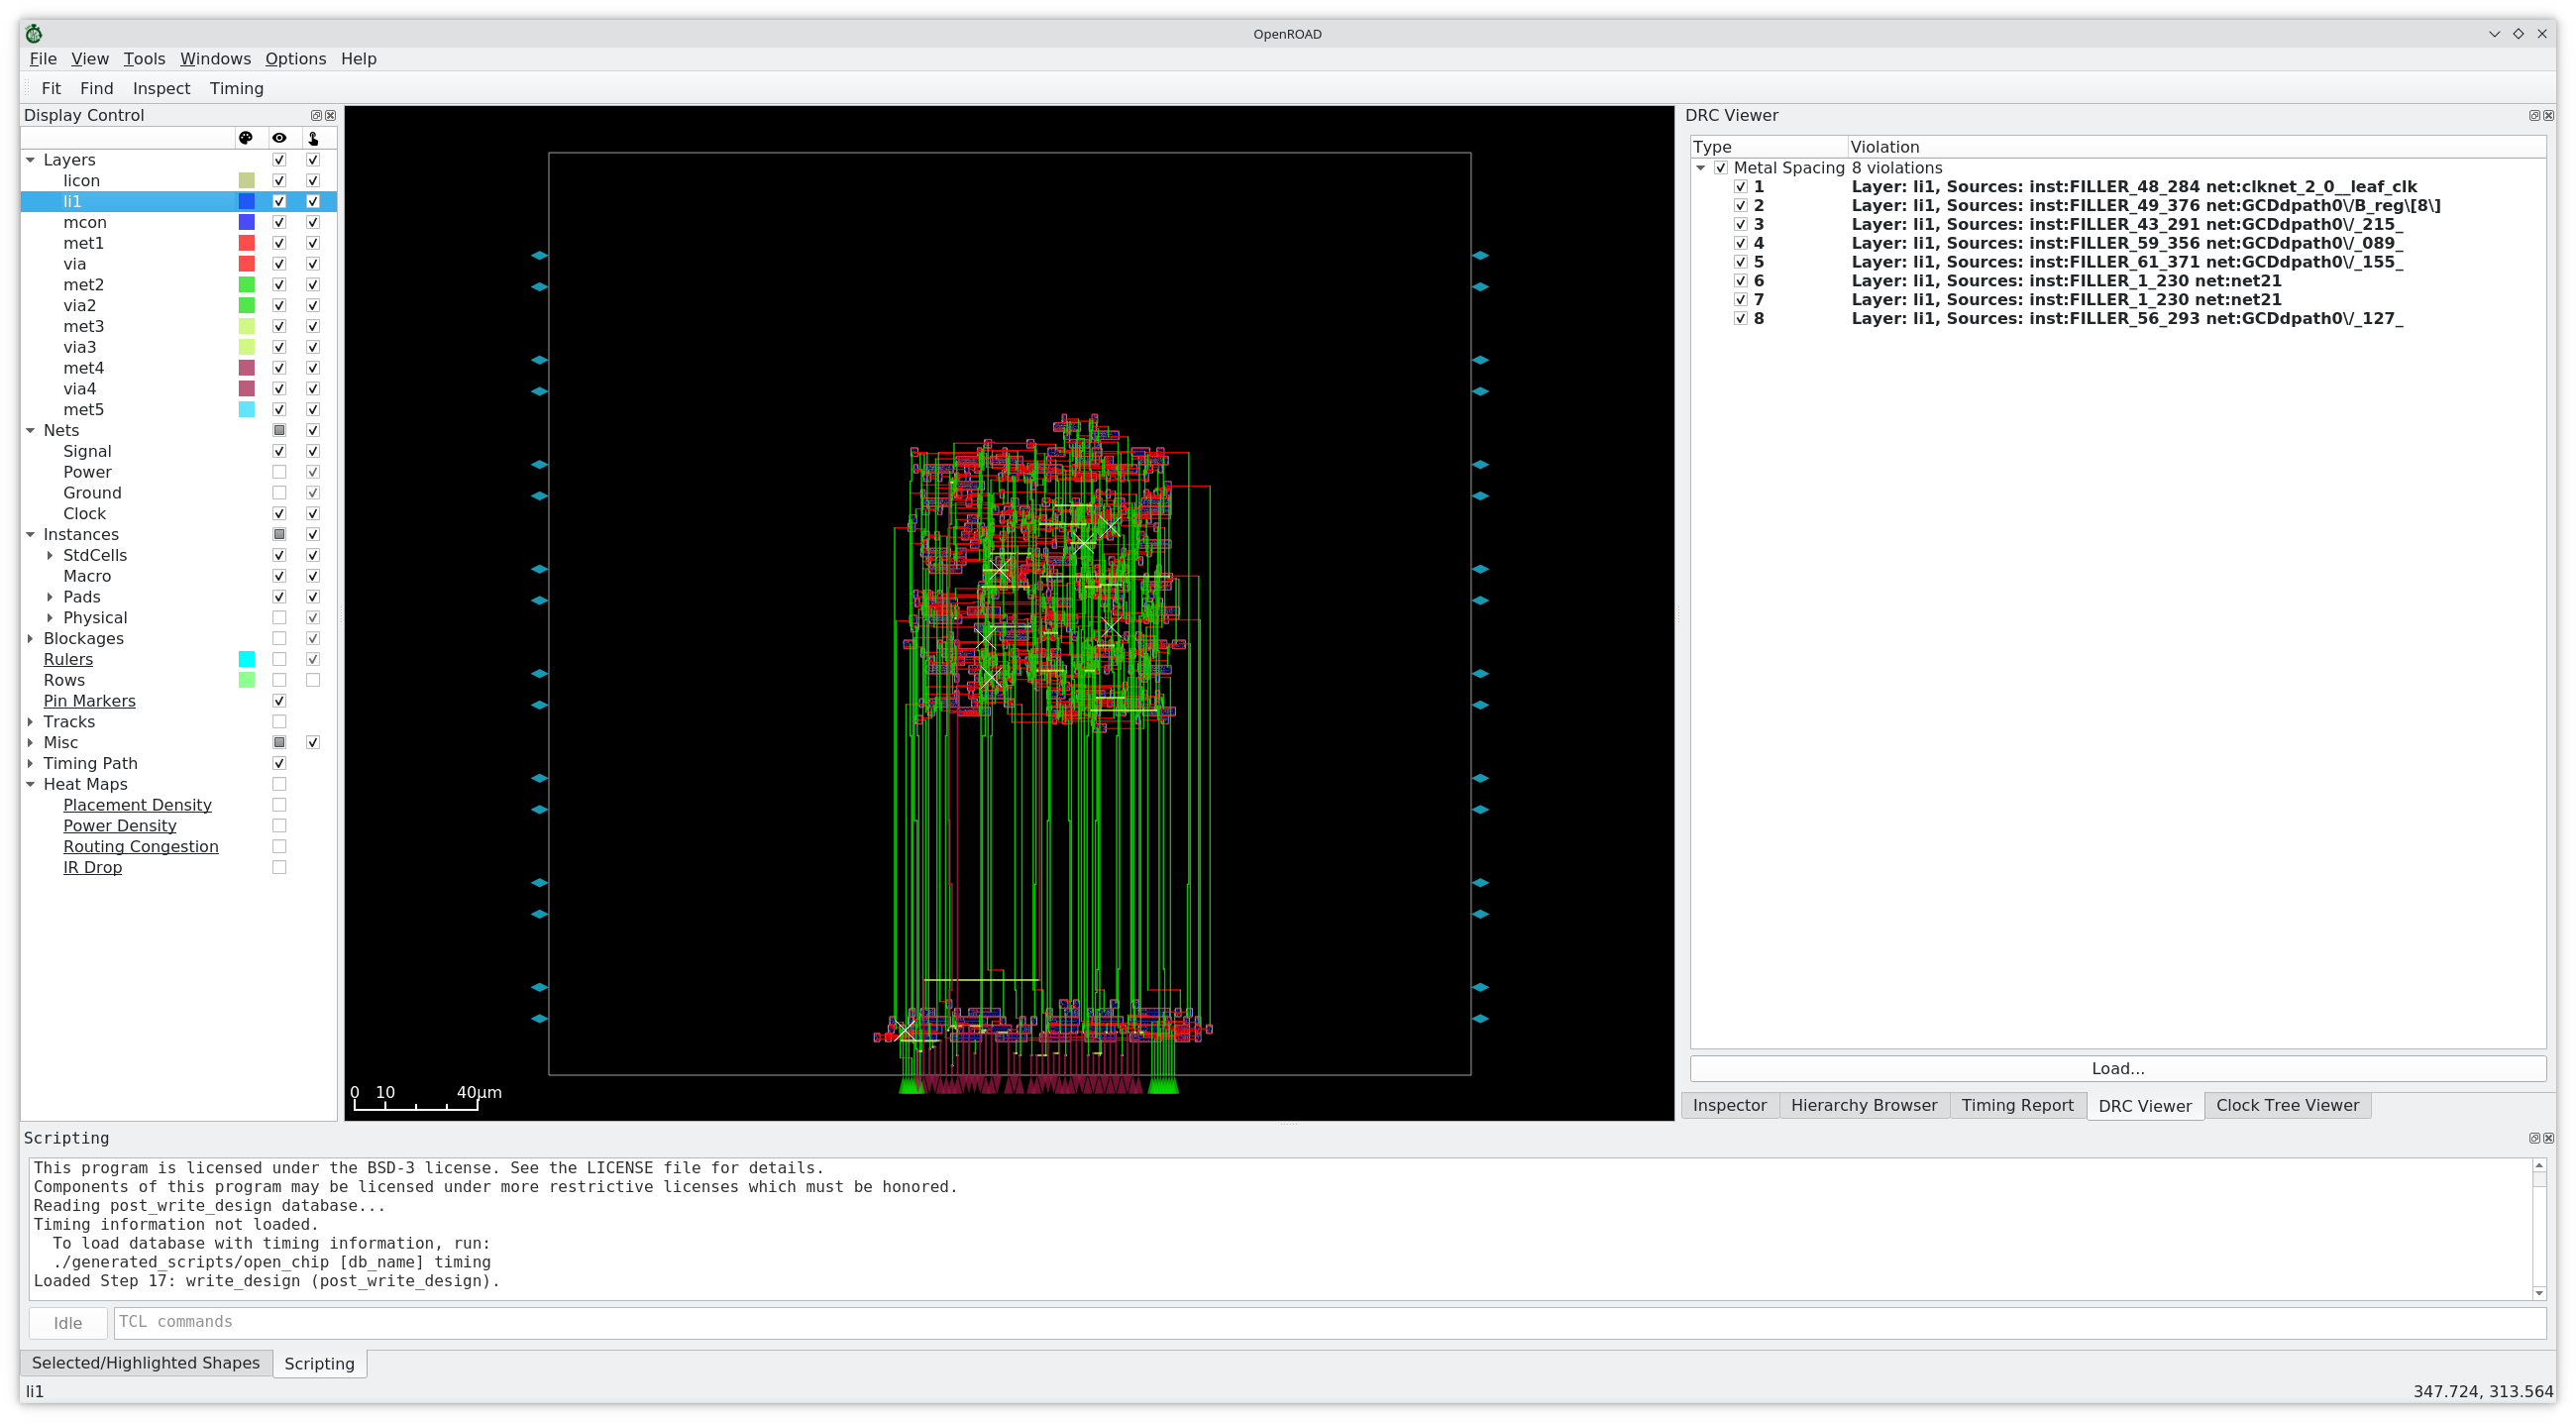 OpenROAD
File View Tools Windows Options Help
Fit Find Inspect Timing
Display Control
Layers
licon
li1
mcon
met1
via
met2
via2
met3
via3
met4
via4
met5
Nets
Signal
Power
Ground
Clock
Instances
StdCells
Macro
Pads
Physical
Blockages
Rulers
Rows
Pin Markers
Tracks
Misc
Timing Path
Heat Maps
Placement Density
Power Density
Routing Congestion
IR Drop
0 10 40μm
DRC Viewer
Type Violation
Metal Spacing 8 violations
1 Layer: li1, Sources: inst:FILLER_48_284 net:clknet_2_0__leaf_clk
2 Layer: li1, Sources: inst:FILLER_49_376 net:GCDdpath0\/B_reg\[8\]
3 Layer: li1, Sources: inst:FILLER_43_291 net:GCDdpath0\/_215_
4 Layer: li1, Sources: inst:FILLER_59_356 net:GCDdpath0\/_089_
5 Layer: li1, Sources: inst:FILLER_61_371 net:GCDdpath0\/_155_
6 Layer: li1, Sources: inst:FILLER_1_230 net:net21
7 Layer: li1, Sources: inst:FILLER_1_230 net:net21
8 Layer: li1, Sources: inst:FILLER_56_293 net:GCDdpath0\/_127_
Load...
Inspector Hierarchy Browser Timing Report DRC Viewer Clock Tree Viewer
Scripting
This program is licensed under the BSD-3 license. See the LICENSE file for details.
Components of this program may be licensed under more restrictive licenses which must be honored.
Reading post_write_design database...
Timing information not loaded.
To load database with timing information, run:
./generated_scripts/open_chip [db_name] timing
Loaded Step 17: write_design (post_write_design).
Idle TCL commands
Selected/Highlighted Shapes Scripting
li1 347.724, 313.564